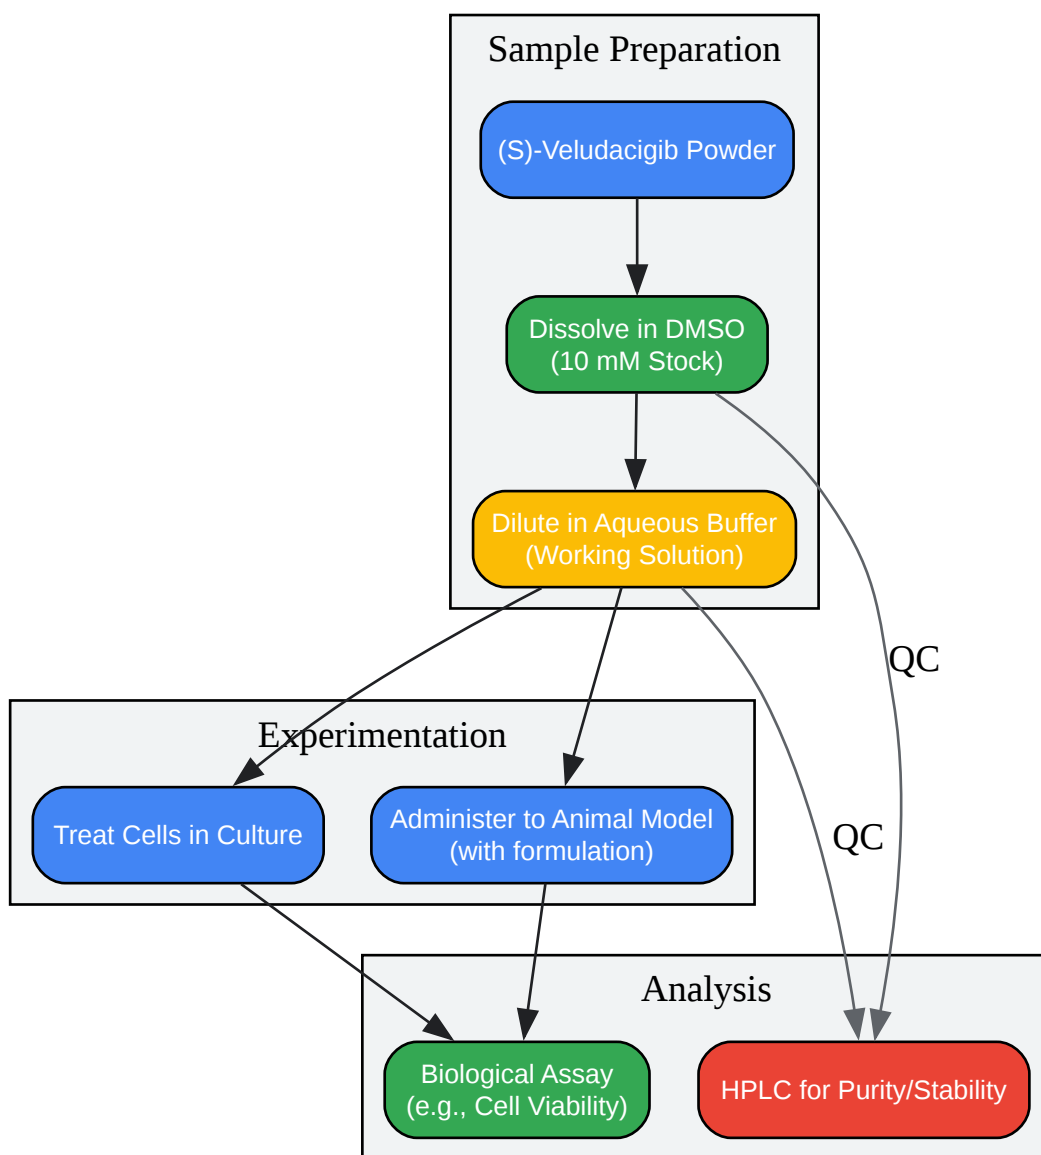 Sample Preparation
(S)-Veludacigib Powder
Dissolve in DMSO
(10 mM Stock)
Dilute in Aqueous Buffer
(Working Solution)
QC
Experimentation
Treat Cells in Culture
Administer to Animal Model
(with formulation)
QC
Analysis
Biological Assay
(e.g., Cell Viability)
HPLC for Purity/Stability